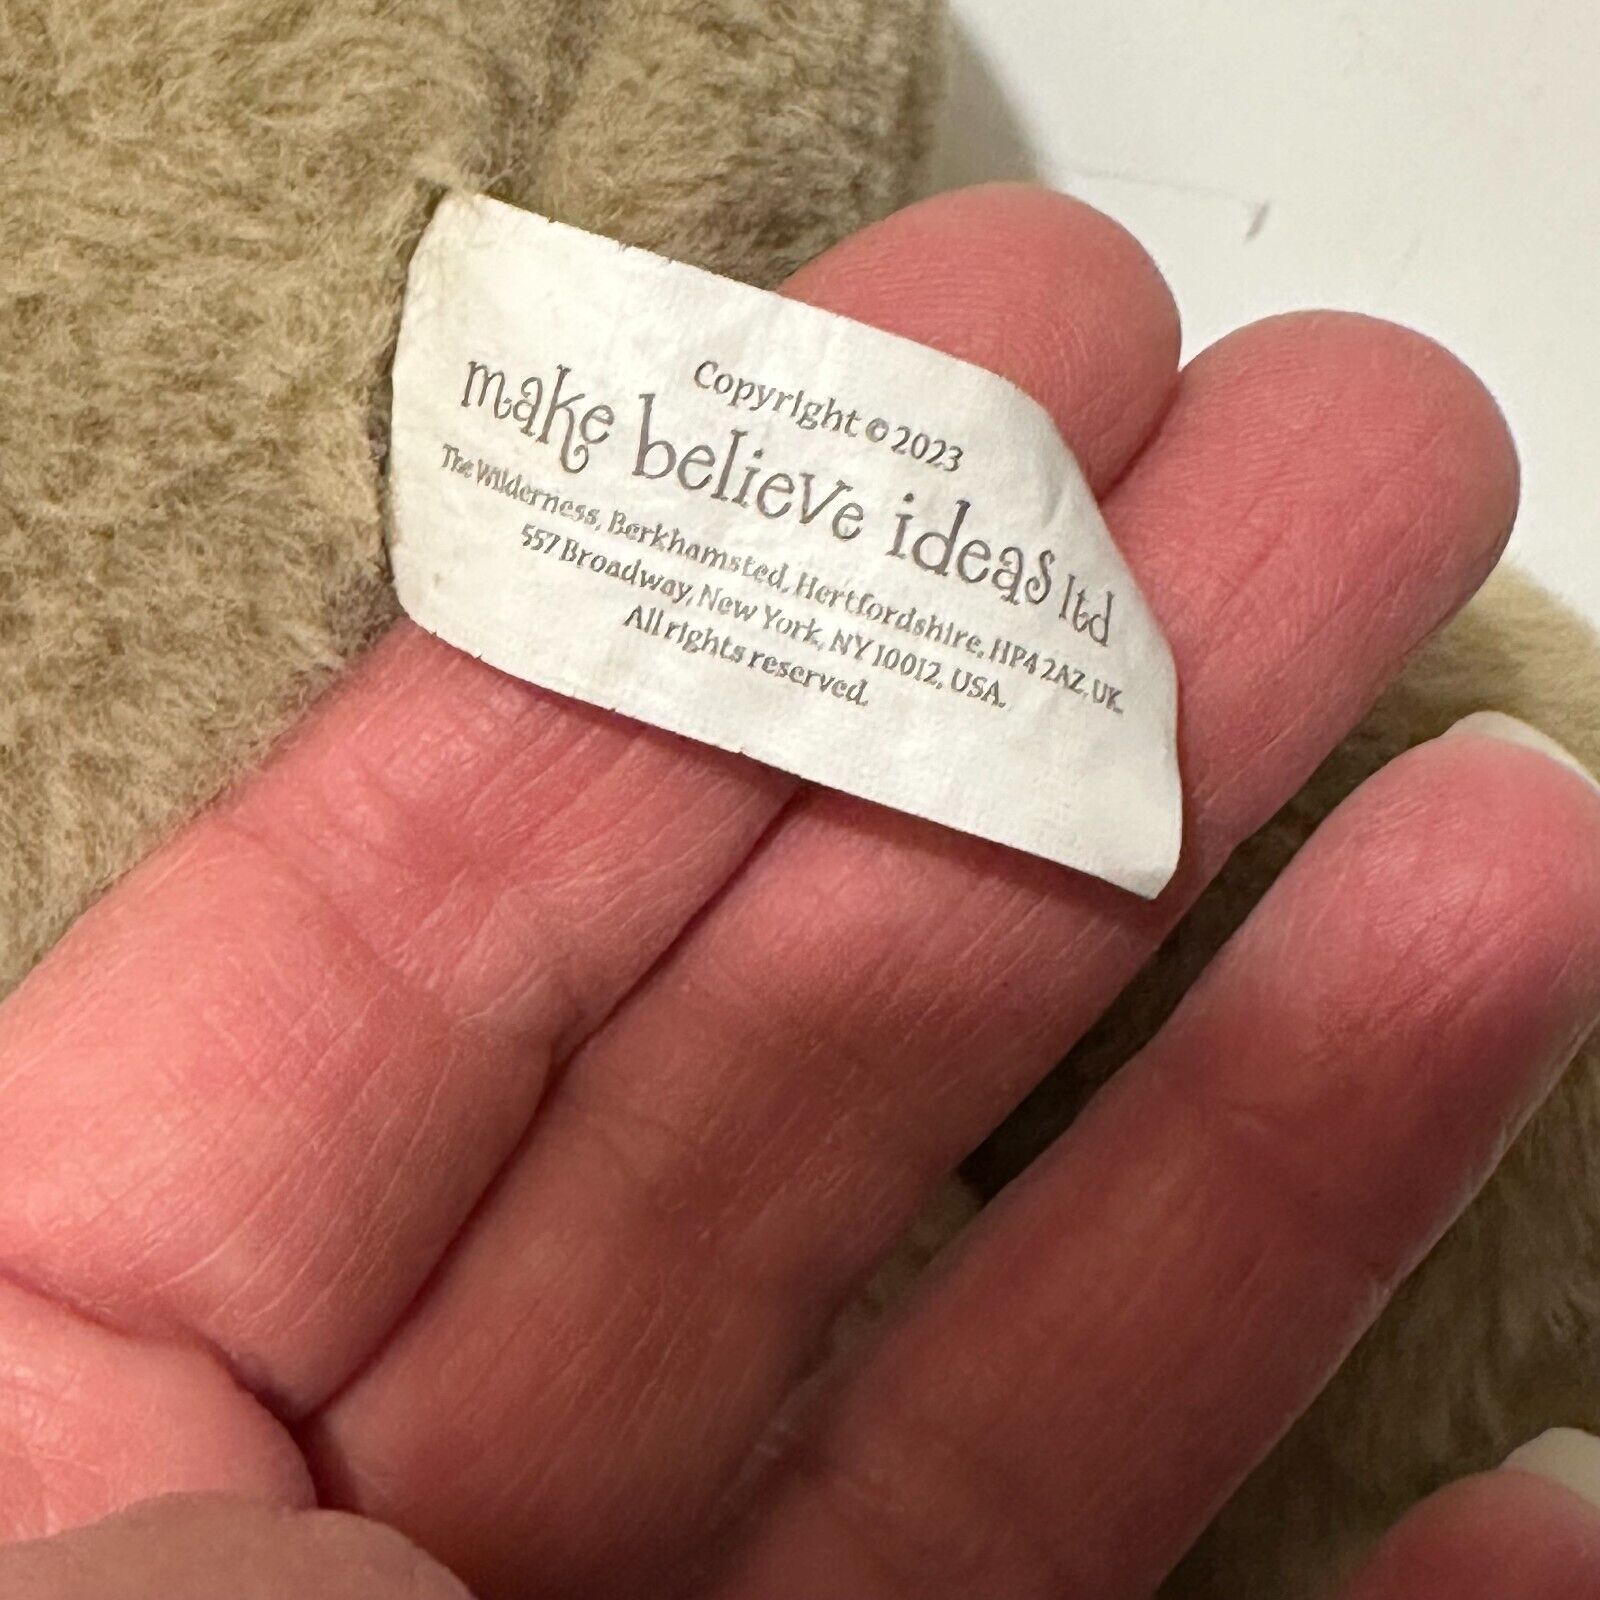 Copyright © 2023
make believe ideas ltd
The Wilderness, Berkhamsted, Hertfordshire, HP4 2AZ, UK.
557 Broadway, New York, NY 10012, USA.
All rights reserved.